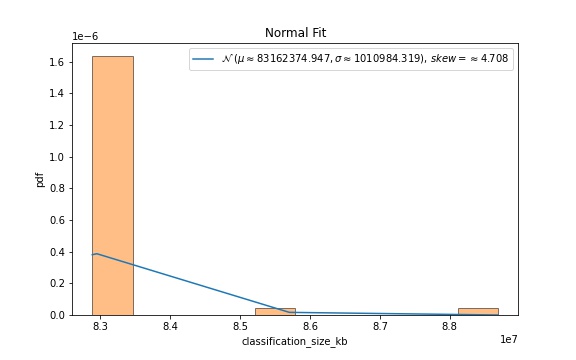 Normal Fit
1e−6
𝒩(μ ≈ 83162374.947, σ ≈ 1010984.319), skew = ≈ 4.708
1.6
1.4
1.2
1.0
0.8
0.6
0.4
0.2
0.0
pdf
8.3 8.4 8.5 8.6 8.7 8.8
1e7
classification_size_kb